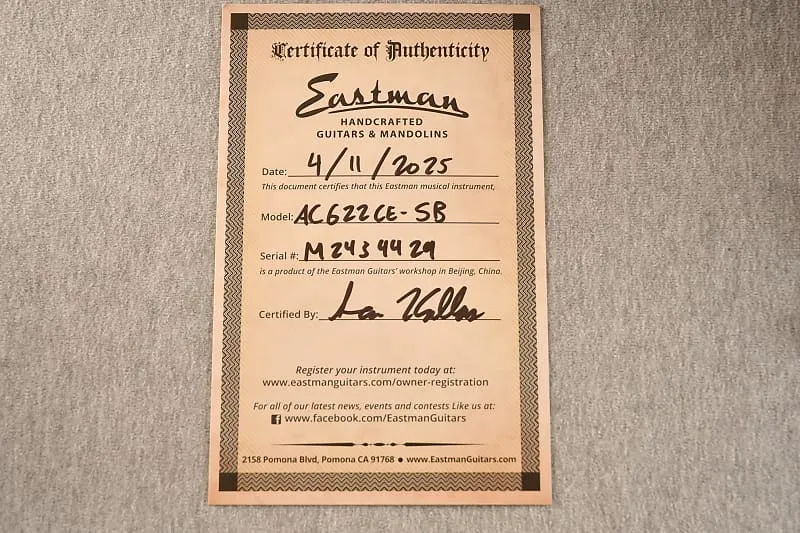 Certificate of Authenticity
Eastman
HANDCRAFTED
GUITARS & MANDOLINS
Date: 4/11/2025
This document certifies that this Eastman musical instrument,
Model: AC622CE-SB
Serial #: M2434429
is a product of the Eastman Guitars' workshop in Beijing, China.
Certified By:
Register your instrument today at:
www.eastmanguitars.com/owner-registration
For all of our latest news, events and contests Like us at:
f www.facebook.com/EastmanGuitars
2158 Pomona Blvd, Pomona CA 91768 ● www.EastmanGuitars.com